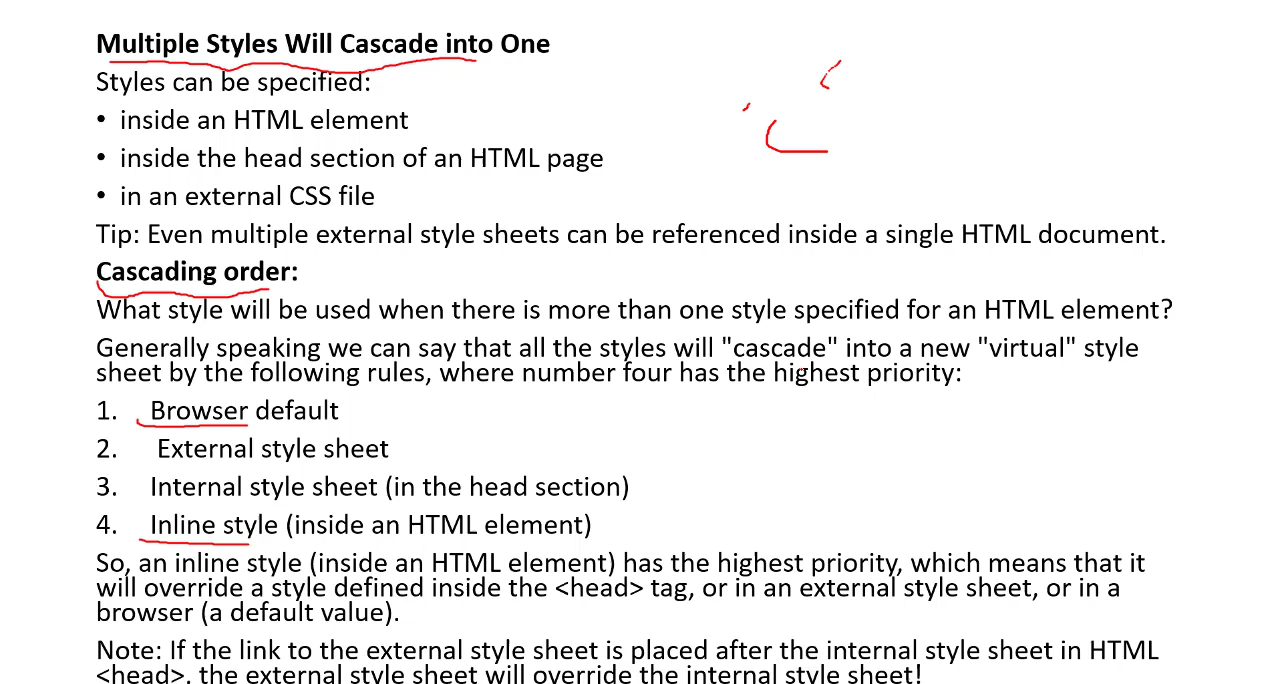 Multiple Styles Will Cascade into One
Styles can be specified:
• inside an HTML element
• inside the head section of an HTML page
• in an external CSS file
Tip: Even multiple external style sheets can be referenced inside a single HTML document.
Cascading order:
What style will be used when there is more than one style specified for an HTML element?
Generally speaking we can say that all the styles will "cascade" into a new "virtual" style
sheet by the following rules, where number four has the highest priority:
1. Browser default
2. External style sheet
3. Internal style sheet (in the head section)
4. Inline style (inside an HTML element)
So, an inline style (inside an HTML element) has the highest priority, which means that it
will override a style defined inside the <head> tag, or in an external style sheet, or in a
browser (a default value).
Note: If the link to the external style sheet is placed after the internal style sheet in HTML
<head>, the external style sheet will override the internal style sheet!